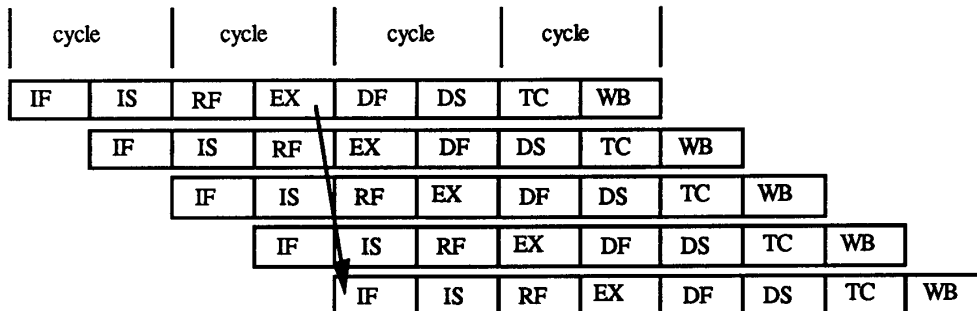 cycle cycle cycle cycle
IF IS RF EX DF DS TC WB
IF IS RF EX DF DS TC WB
IF IS RF EX DF DS TC WB
IF IS RF EX DF DS TC WB
IF IS RF EX DF DS TC WB